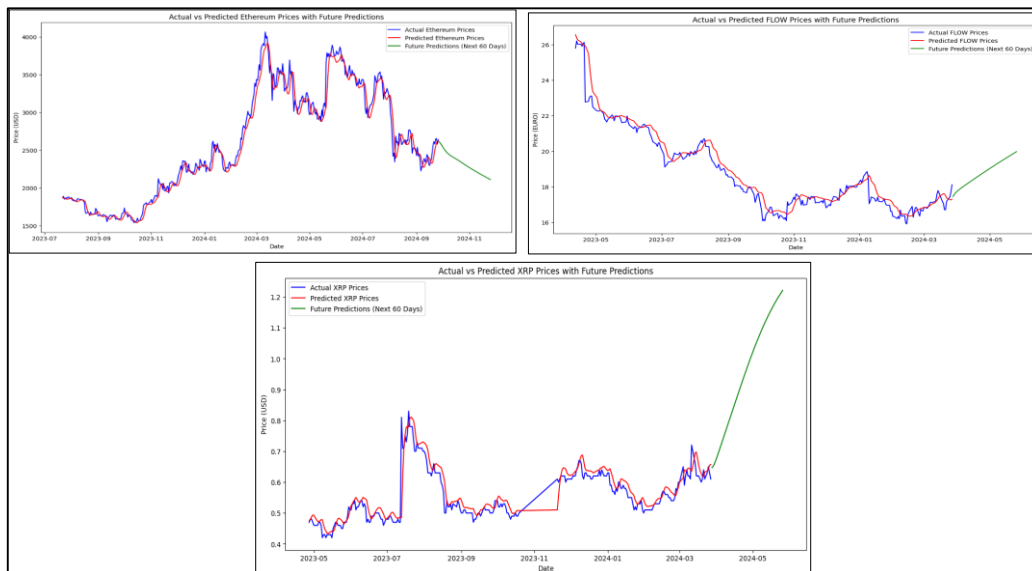 Actual vs Predicted Ethereum Prices with Future Predictions
Actual Ethereum Prices
Predicted Ethereum Prices
Future Predictions (Next 60 Days)
4000
3500
3000
2500
2000
1500
Price (USD)
2023-07
2023-09
2023-11
2024-01
2024-03
2024-05
2024-07
2024-09
2024-11
Date
Actual vs Predicted FLOW Prices with Future Predictions
Actual FLOW Prices
Predicted FLOW Prices
Future Predictions (Next 60 Days)
26
24
22
20
18
16
Price (EURO)
2023-05
2023-07
2023-09
2023-11
2024-01
2024-03
2024-05
Date
Actual vs Predicted XRP Prices with Future Predictions
Actual XRP Prices
Predicted XRP Prices
Future Predictions (Next 60 Days)
1.2
1.1
1.0
0.9
0.8
0.7
0.6
0.5
0.4
Price (USD)
2023-05
2023-07
2023-09
2023-11
2024-01
2024-03
2024-05
Date